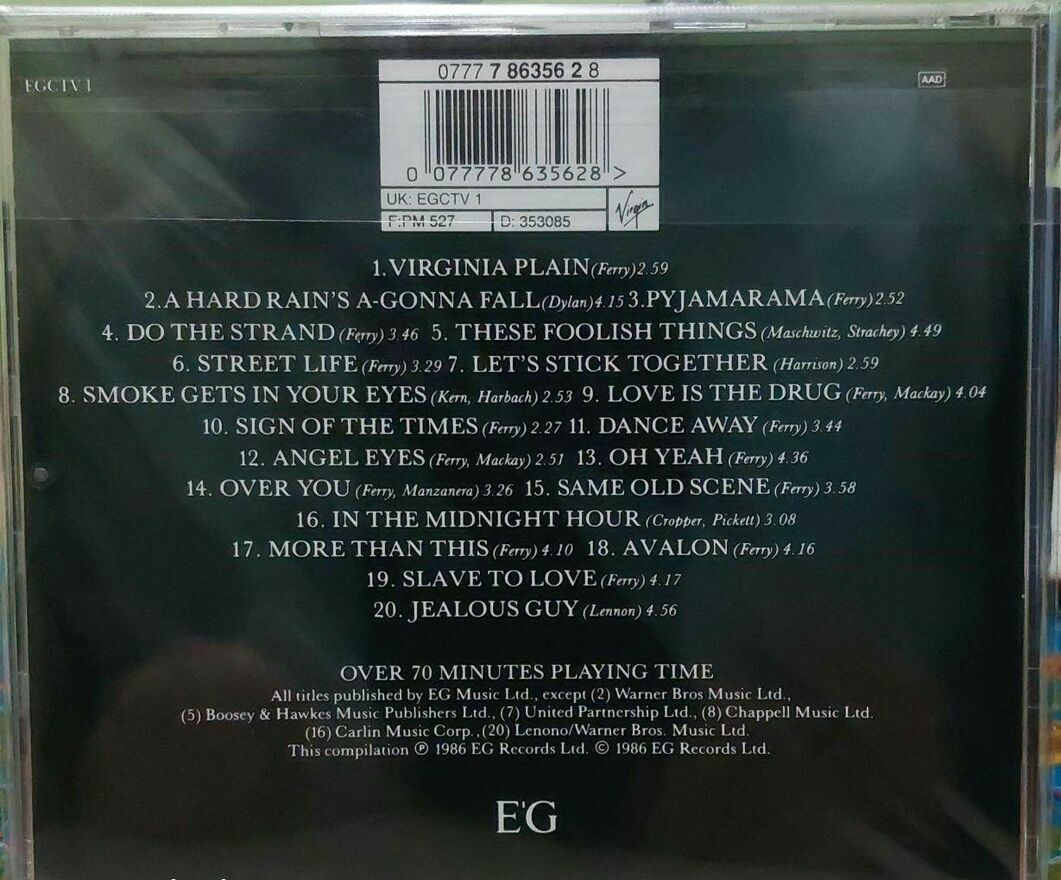 EGCTV 1
AAD
0777 7 86356 2 8
0 077778 635628 >
UK: EGCTV 1
F:PM 527 D: 353085
Virgin
1.VIRGINIA PLAIN (Ferry) 2.59
2.A HARD RAIN'S A-GONNA FALL (Dylan) 4.15 3.PYJAMARAMA (Ferry) 2.52
4. DO THE STRAND (Ferry) 3.46 5. THESE FOOLISH THINGS (Maschwitz, Strachey) 4.49
6. STREET LIFE (Ferry) 3.29 7. LET'S STICK TOGETHER (Harrison) 2.59
8. SMOKE GETS IN YOUR EYES (Kern, Harbach) 2.53 9. LOVE IS THE DRUG (Ferry, Mackay) 4.04
10. SIGN OF THE TIMES (Ferry) 2.27 11. DANCE AWAY (Ferry) 3.44
12. ANGEL EYES (Ferry, Mackay) 2.51 13. OH YEAH (Ferry) 4.36
14. OVER YOU (Ferry, Manzanera) 3.26 15. SAME OLD SCENE (Ferry) 3.58
16. IN THE MIDNIGHT HOUR (Cropper, Pickett) 3.08
17. MORE THAN THIS (Ferry) 4.10 18. AVALON (Ferry) 4.16
19. SLAVE TO LOVE (Ferry) 4.17
20. JEALOUS GUY (Lennon) 4.56
OVER 70 MINUTES PLAYING TIME
All titles published by EG Music Ltd., except (2) Warner Bros Music Ltd.,
(5) Boosey & Hawkes Music Publishers Ltd., (7) United Partnership Ltd., (8) Chappell Music Ltd.
(16) Carlin Music Corp., (20) Lenono/Warner Bros. Music Ltd.
This compilation ℗ 1986 EG Records Ltd. © 1986 EG Records Ltd.
E'G